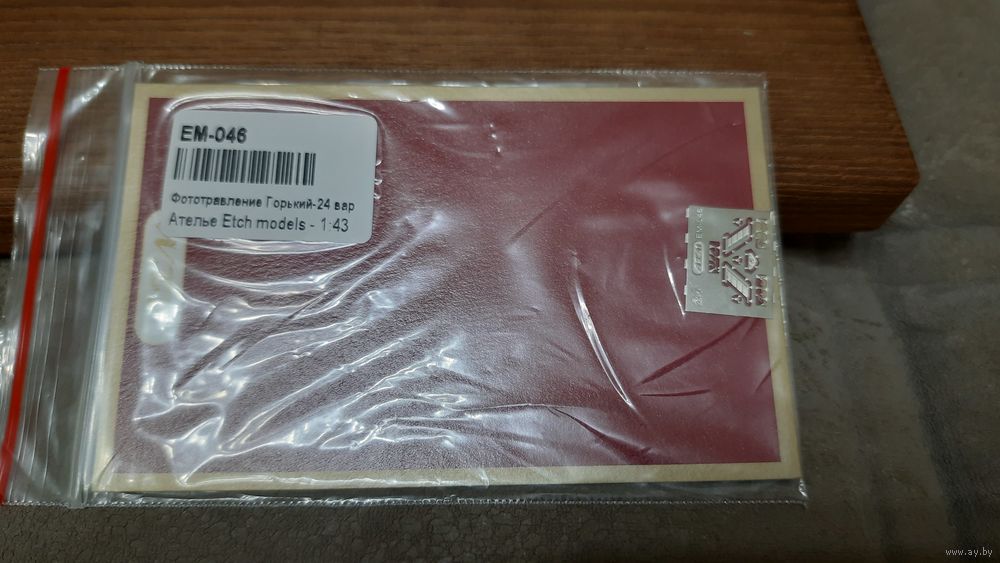 EM-046
Фототравление Горький-24 вар
Ателье Etch models - 1:43
www.ay.by